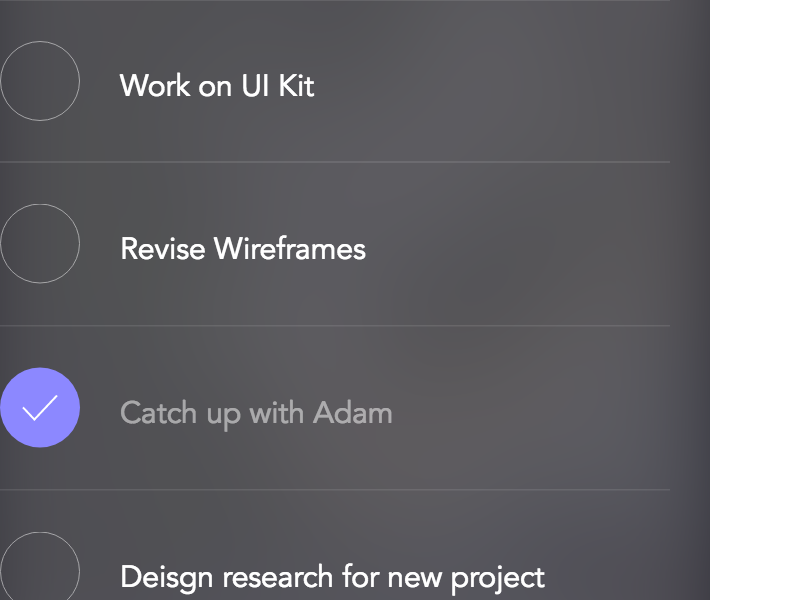 Work on UI Kit
Revise Wireframes
Catch up with Adam
Deisgn research for new project